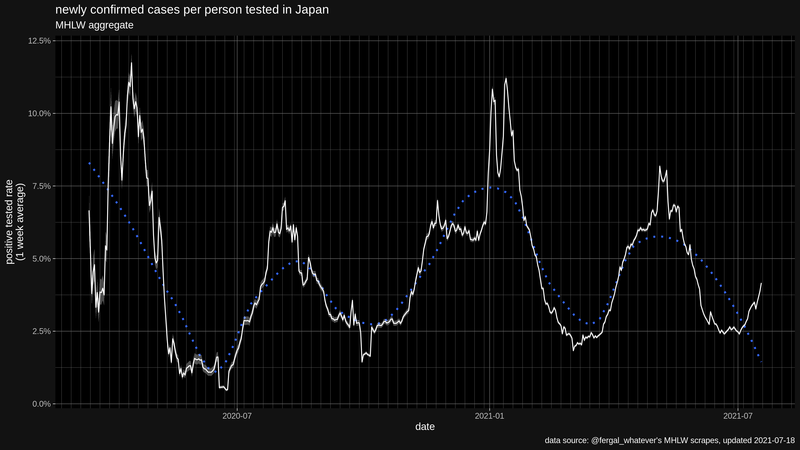 newly confirmed cases per person tested in Japan
MHLW aggregate
12.5%
10.0%
7.5%
5.0%
2.5%
0.0%
positive tested rate
(1 week average)
2020-07
2021-01
2021-07
date
data source: @fergal_whatever's MHLW scrapes, updated 2021-07-18